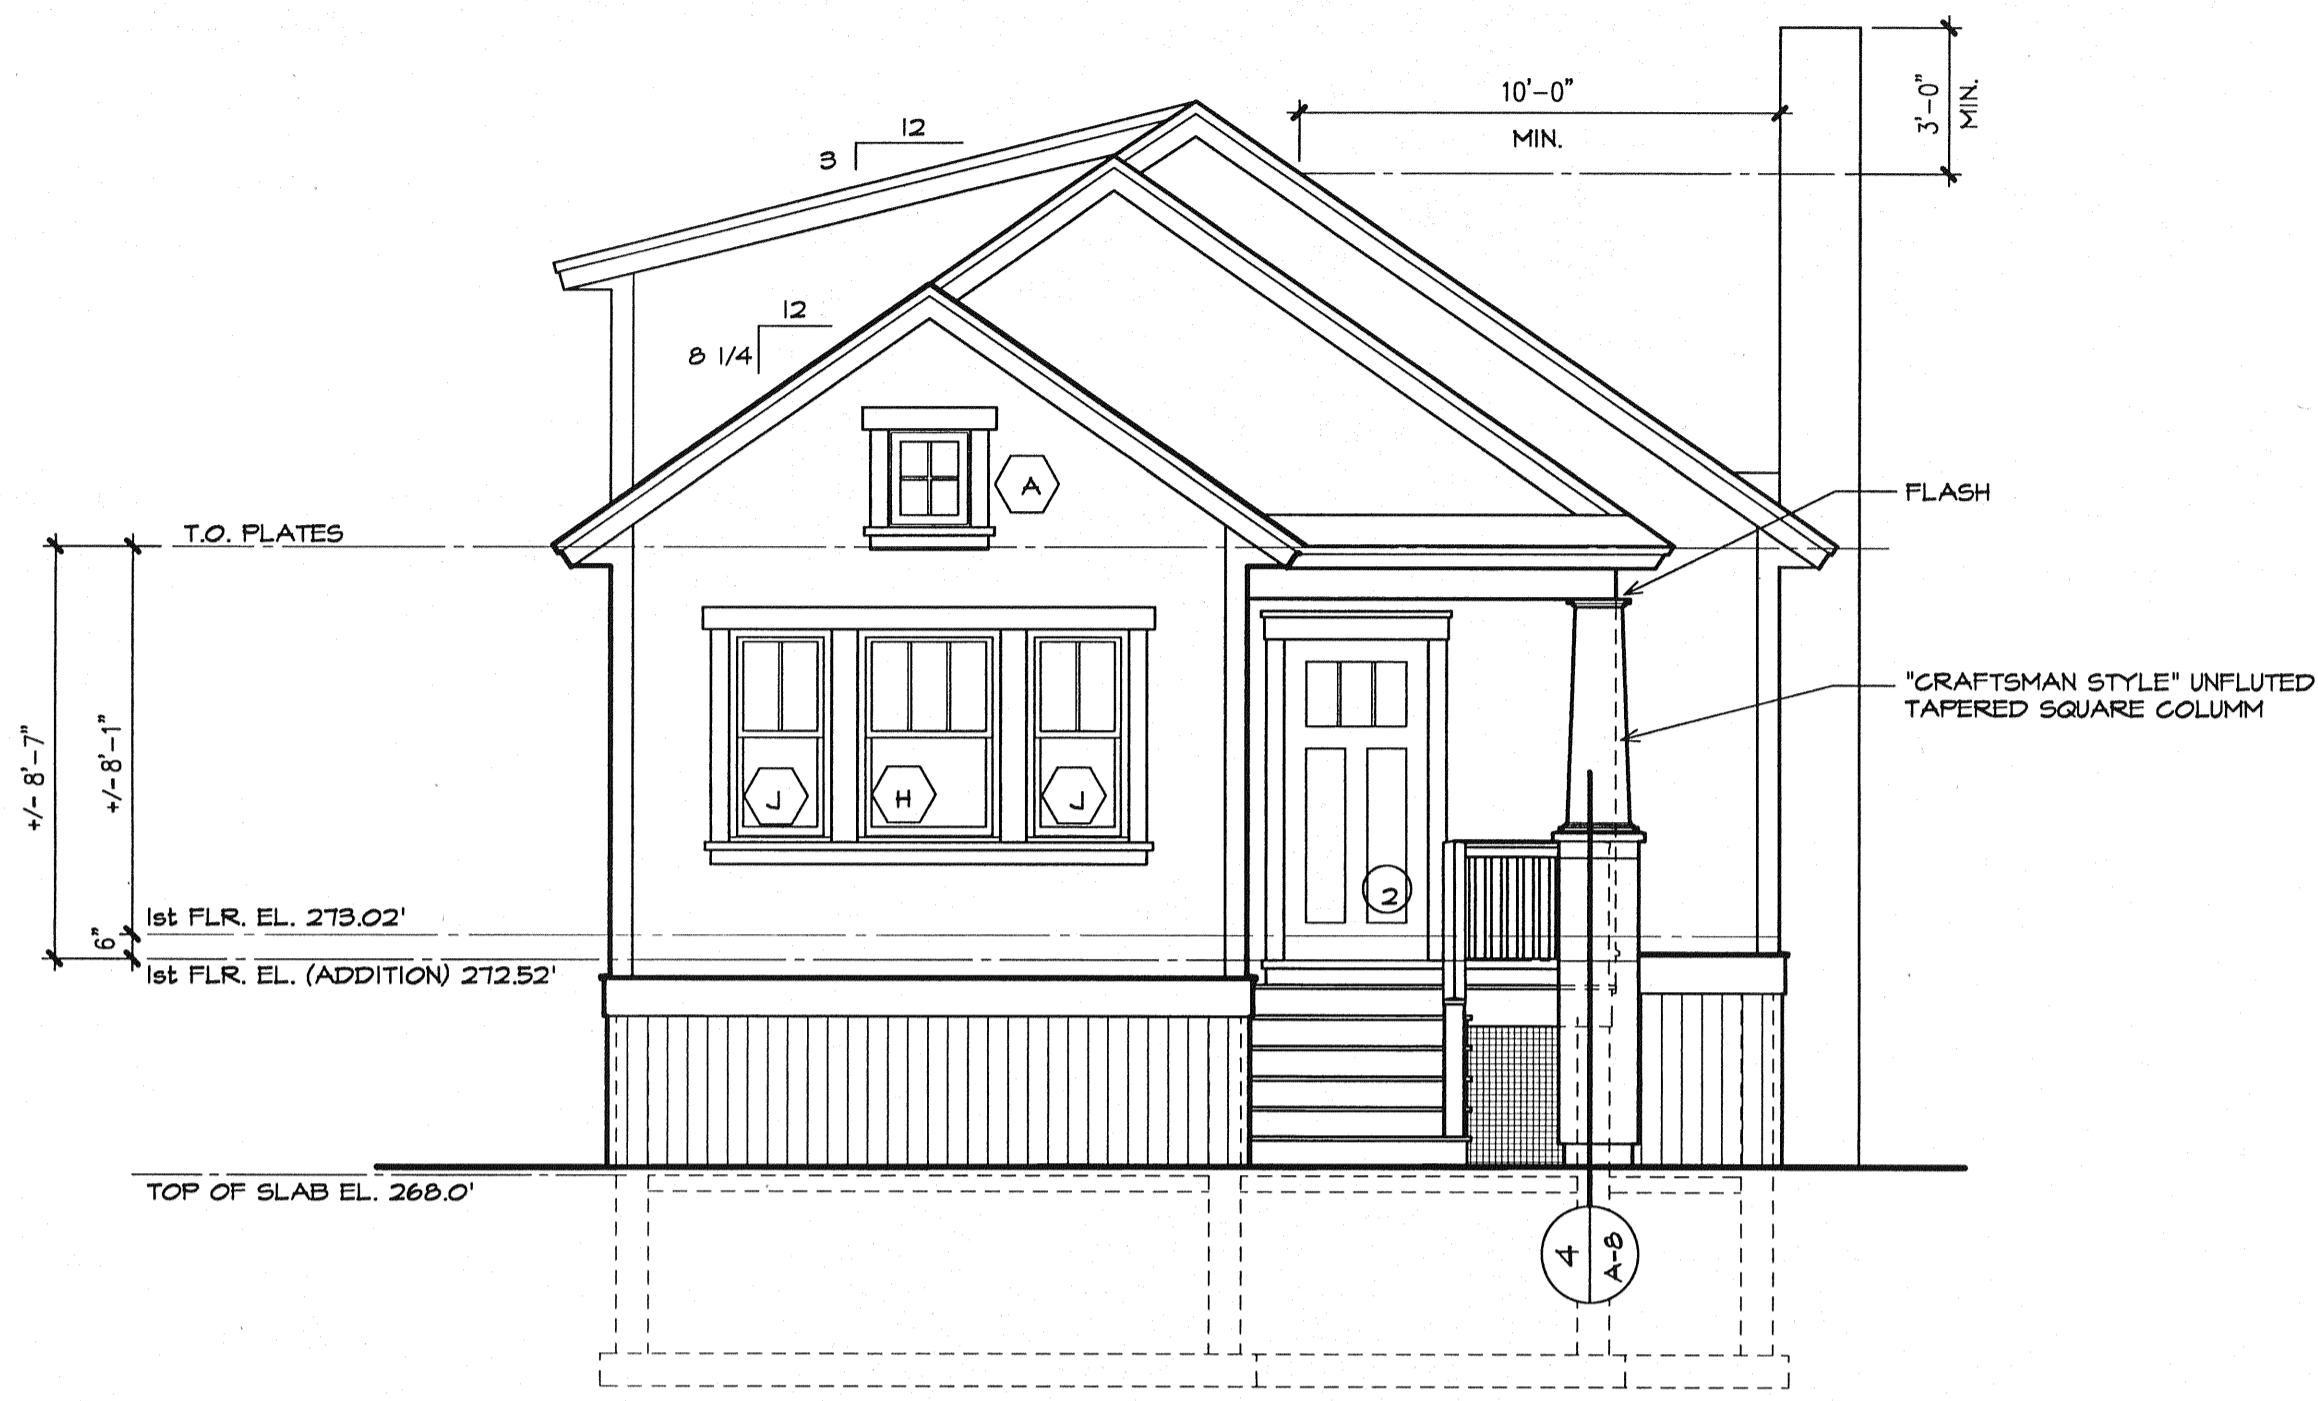 10'-0"
MIN.
3'-0"
MIN.
12
3
12
8 1/4
A
FLASH
T.O. PLATES
"CRAFTSMAN STYLE" UNFLUTED
TAPERED SQUARE COLUMM
+/- 8'-7"
+/-8'-1"
J
H
J
2
1st FLR. EL. 273.02'
6"
1st FLR. EL. (ADDITION) 272.52'
TOP OF SLAB EL. 268.0'
4
A-8